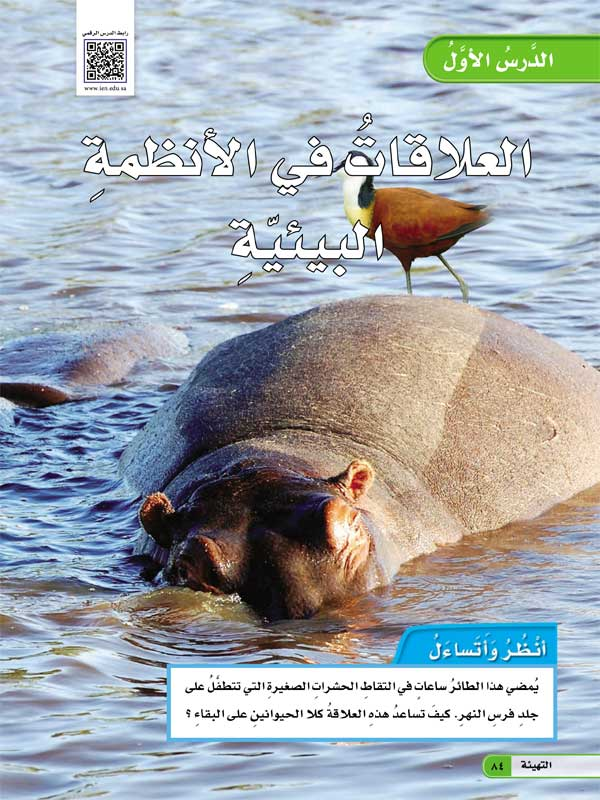 رابط الدرس الرقمي
www.ien.edu.sa
الدَّرسُ الأوَّلُ
العلاقاتُ في الأنظمةِ
البيئيّةِ
أنْظُرُ وَأَتَساءَلُ
يُمضي هذا الطائرُ ساعاتٍ في التقاطِ الحشراتِ الصغيرةِ التي تتطفَّلُ على
جلدِ فرسِ النهرِ. كيفَ تساعدُ هذهِ العلاقةُ كلا الحيوانينِ على البقاءِ ؟
التهيئة
٨٤